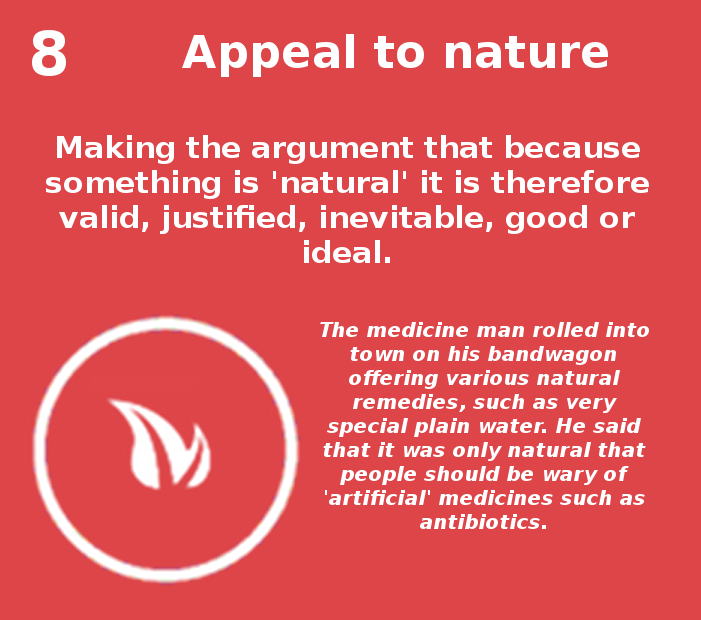 8 Appeal to nature
Making the argument that because
something is 'natural' it is therefore
valid, justified, inevitable, good or
ideal.
The medicine man rolled into
town on his bandwagon
offering various natural
remedies, such as very
special plain water. He said
that it was only natural that
people should be wary of
'artificial' medicines such as
antibiotics.